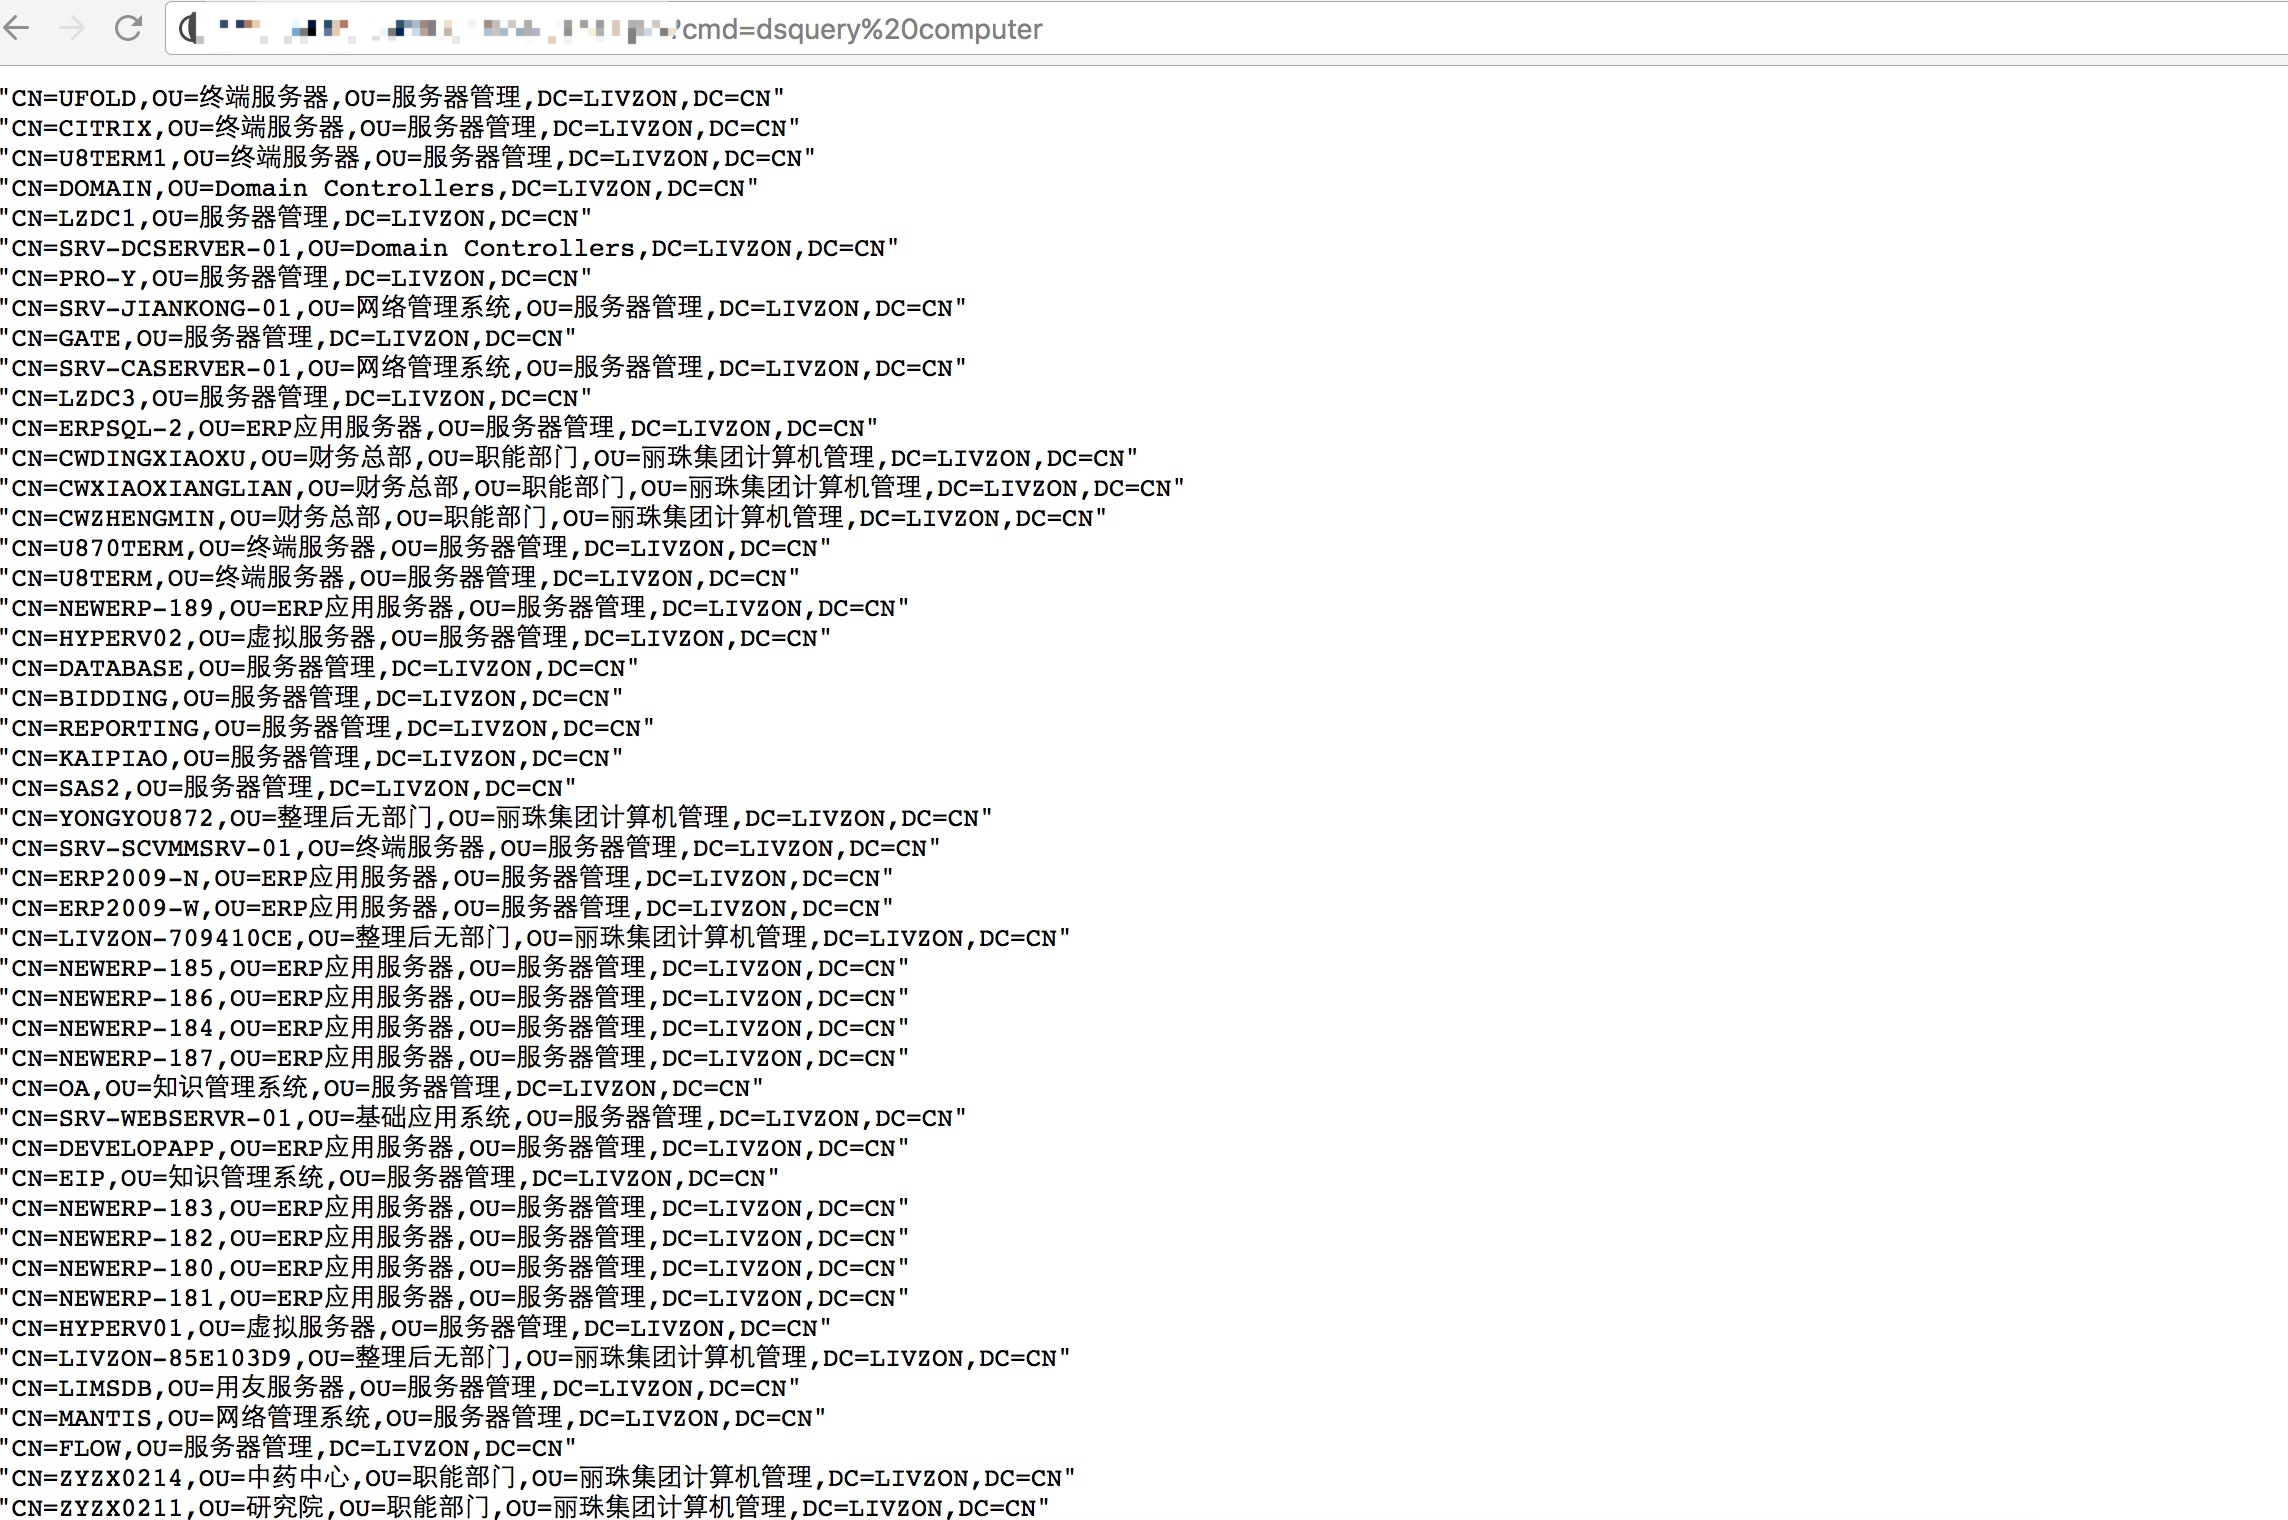 ?cmd=dsquery%20computer
"CN=UFOLD,OU=终端服务器,OU=服务器管理,DC=LIVZON,DC=CN"
"CN=CITRIX,OU=终端服务器,OU=服务器管理,DC=LIVZON,DC=CN"
"CN=U8TERM1,OU=终端服务器,OU=服务器管理,DC=LIVZON,DC=CN"
"CN=DOMAIN,OU=Domain Controllers,DC=LIVZON,DC=CN"
"CN=LZDC1,OU=服务器管理,DC=LIVZON,DC=CN"
"CN=SRV-DCSERVER-01,OU=Domain Controllers,DC=LIVZON,DC=CN"
"CN=PRO-Y,OU=服务器管理,DC=LIVZON,DC=CN"
"CN=SRV-JIANKONG-01,OU=网络管理系统,OU=服务器管理,DC=LIVZON,DC=CN"
"CN=GATE,OU=服务器管理,DC=LIVZON,DC=CN"
"CN=SRV-CASERVER-01,OU=网络管理系统,OU=服务器管理,DC=LIVZON,DC=CN"
"CN=LZDC3,OU=服务器管理,DC=LIVZON,DC=CN"
"CN=ERPSQL-2,OU=ERP应用服务器,OU=服务器管理,DC=LIVZON,DC=CN"
"CN=CWDINGXIAOXU,OU=财务总部,OU=职能部门,OU=丽珠集团计算机管理,DC=LIVZON,DC=CN"
"CN=CWXIAOXIANGLIAN,OU=财务总部,OU=职能部门,OU=丽珠集团计算机管理,DC=LIVZON,DC=CN"
"CN=CWZHENGMIN,OU=财务总部,OU=职能部门,OU=丽珠集团计算机管理,DC=LIVZON,DC=CN"
"CN=U870TERM,OU=终端服务器,OU=服务器管理,DC=LIVZON,DC=CN"
"CN=U8TERM,OU=终端服务器,OU=服务器管理,DC=LIVZON,DC=CN"
"CN=NEWERP-189,OU=ERP应用服务器,OU=服务器管理,DC=LIVZON,DC=CN"
"CN=HYPERV02,OU=虚拟服务器,OU=服务器管理,DC=LIVZON,DC=CN"
"CN=DATABASE,OU=服务器管理,DC=LIVZON,DC=CN"
"CN=BIDDING,OU=服务器管理,DC=LIVZON,DC=CN"
"CN=REPORTING,OU=服务器管理,DC=LIVZON,DC=CN"
"CN=KAIPIAO,OU=服务器管理,DC=LIVZON,DC=CN"
"CN=SAS2,OU=服务器管理,DC=LIVZON,DC=CN"
"CN=YONGYOU872,OU=整理后无部门,OU=丽珠集团计算机管理,DC=LIVZON,DC=CN"
"CN=SRV-SCVMMSRV-01,OU=终端服务器,OU=服务器管理,DC=LIVZON,DC=CN"
"CN=ERP2009-N,OU=ERP应用服务器,OU=服务器管理,DC=LIVZON,DC=CN"
"CN=ERP2009-W,OU=ERP应用服务器,OU=服务器管理,DC=LIVZON,DC=CN"
"CN=LIVZON-709410CE,OU=整理后无部门,OU=丽珠集团计算机管理,DC=LIVZON,DC=CN"
"CN=NEWERP-185,OU=ERP应用服务器,OU=服务器管理,DC=LIVZON,DC=CN"
"CN=NEWERP-186,OU=ERP应用服务器,OU=服务器管理,DC=LIVZON,DC=CN"
"CN=NEWERP-184,OU=ERP应用服务器,OU=服务器管理,DC=LIVZON,DC=CN"
"CN=NEWERP-187,OU=ERP应用服务器,OU=服务器管理,DC=LIVZON,DC=CN"
"CN=OA,OU=知识管理系统,OU=服务器管理,DC=LIVZON,DC=CN"
"CN=SRV-WEBSERVR-01,OU=基础应用系统,OU=服务器管理,DC=LIVZON,DC=CN"
"CN=DEVELOPAPP,OU=ERP应用服务器,OU=服务器管理,DC=LIVZON,DC=CN"
"CN=EIP,OU=知识管理系统,OU=服务器管理,DC=LIVZON,DC=CN"
"CN=NEWERP-183,OU=ERP应用服务器,OU=服务器管理,DC=LIVZON,DC=CN"
"CN=NEWERP-182,OU=ERP应用服务器,OU=服务器管理,DC=LIVZON,DC=CN"
"CN=NEWERP-180,OU=ERP应用服务器,OU=服务器管理,DC=LIVZON,DC=CN"
"CN=NEWERP-181,OU=ERP应用服务器,OU=服务器管理,DC=LIVZON,DC=CN"
"CN=HYPERV01,OU=虚拟服务器,OU=服务器管理,DC=LIVZON,DC=CN"
"CN=LIVZON-85E103D9,OU=整理后无部门,OU=丽珠集团计算机管理,DC=LIVZON,DC=CN"
"CN=LIMSDB,OU=用友服务器,OU=服务器管理,DC=LIVZON,DC=CN"
"CN=MANTIS,OU=网络管理系统,OU=服务器管理,DC=LIVZON,DC=CN"
"CN=FLOW,OU=服务器管理,DC=LIVZON,DC=CN"
"CN=ZYZX0214,OU=中药中心,OU=职能部门,OU=丽珠集团计算机管理,DC=LIVZON,DC=CN"
"CN=ZYZX0211,OU=研究院,OU=职能部门,OU=丽珠集团计算机管理,DC=LIVZON,DC=CN"